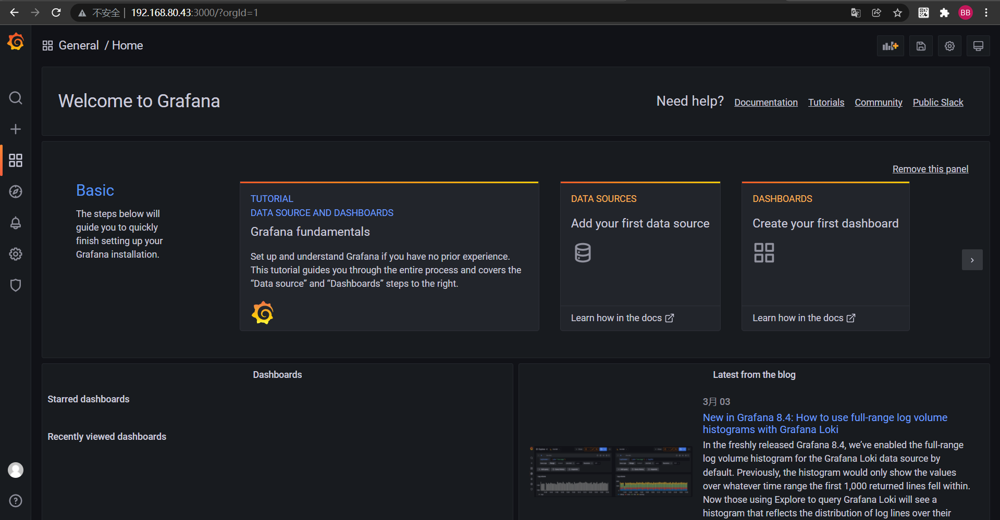 不安全 | 192.168.80.43:3000/?orgId=1
BB
General / Home
Welcome to Grafana
Need help? Documentation Tutorials Community Public Slack
Remove this panel
Basic
The steps below will
guide you to quickly
finish setting up your
Grafana installation.
TUTORIAL
DATA SOURCE AND DASHBOARDS
Grafana fundamentals
Set up and understand Grafana if you have no prior experience.
This tutorial guides you through the entire process and covers the
“Data source” and “Dashboards” steps to the right.
DATA SOURCES
Add your first data source
Learn how in the docs
DASHBOARDS
Create your first dashboard
Learn how in the docs
Dashboards
Starred dashboards
Recently viewed dashboards
Latest from the blog
3月 03
New in Grafana 8.4: How to use full-range log volume
histograms with Grafana Loki
In the freshly released Grafana 8.4, we’ve enabled the full-range
log volume histogram for the Grafana Loki data source by
default. Previously, the histogram would only show the values
over whatever time range the first 1,000 returned lines fell within.
Now those using Explore to query Grafana Loki will see a
histogram that reflects the distribution of log lines over their